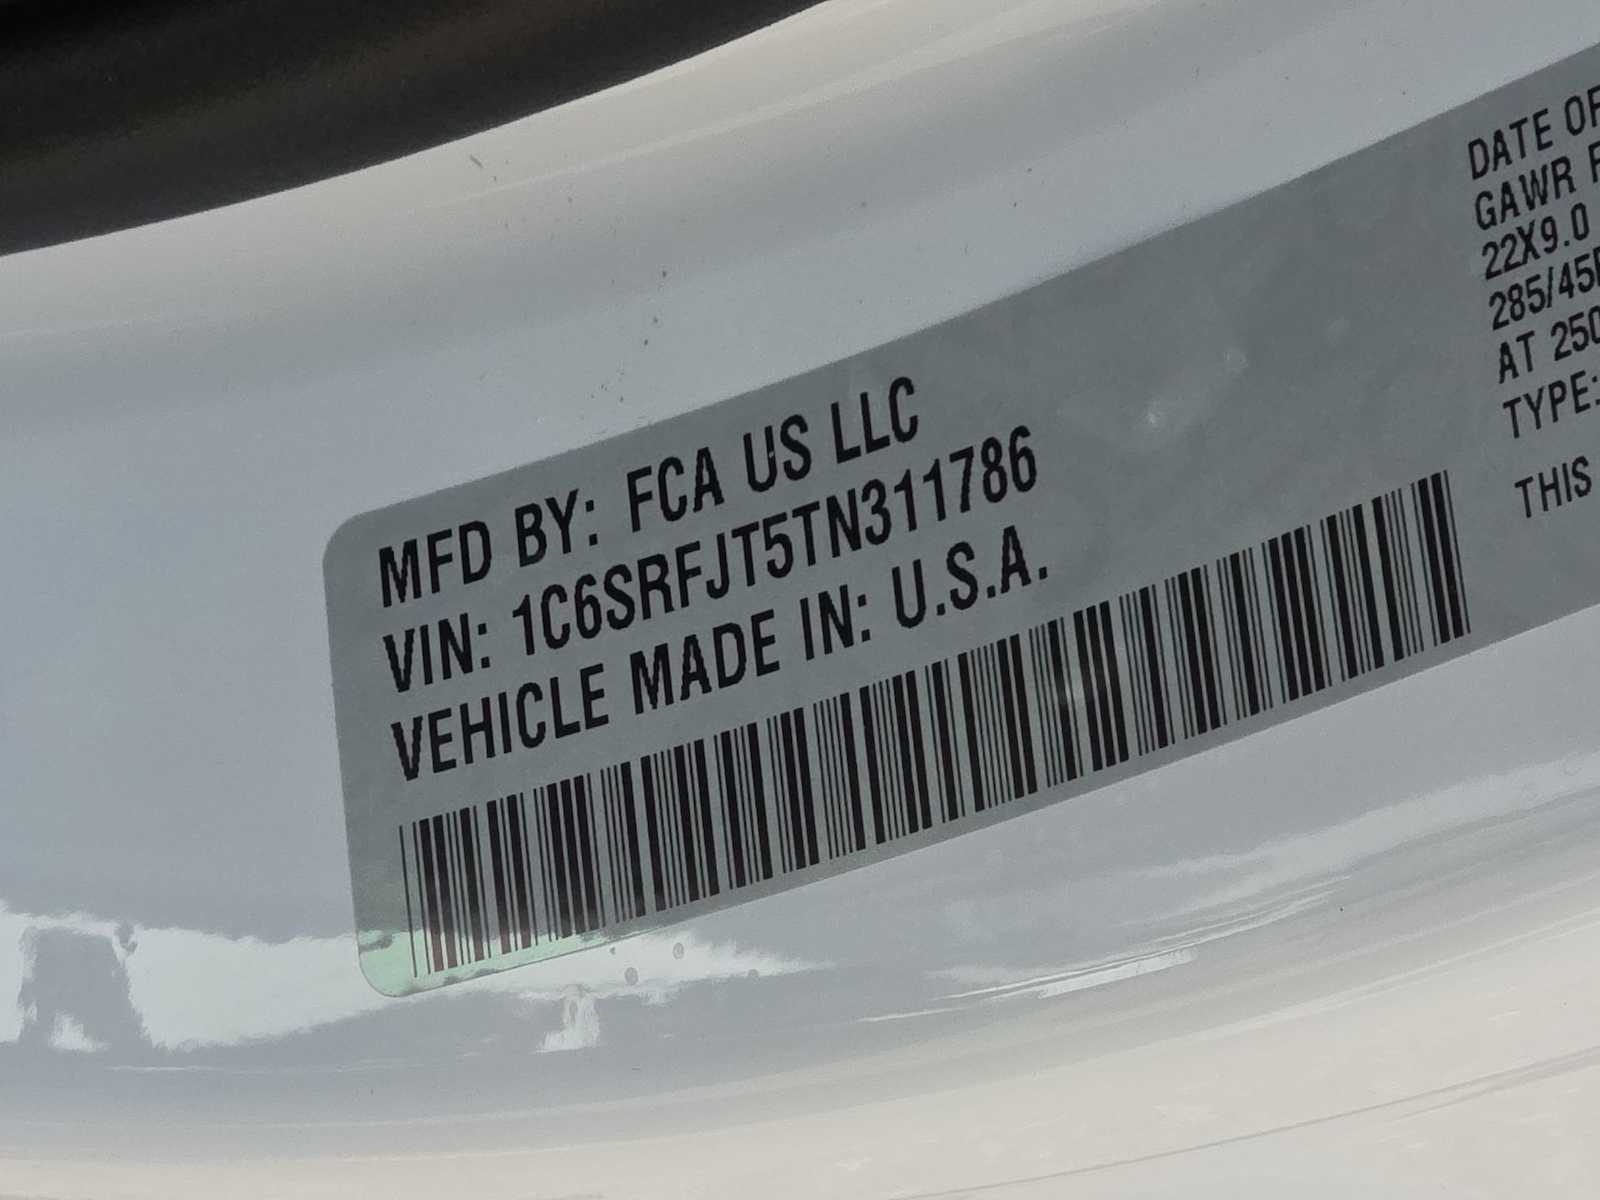 MFD BY: FCA US LLC
VIN: 1C6SRFJT5TN311786
VEHICLE MADE IN: U.S.A.
DATE OF
GAWR
22X9.0
285/45
AT 250
TYPE:
THIS